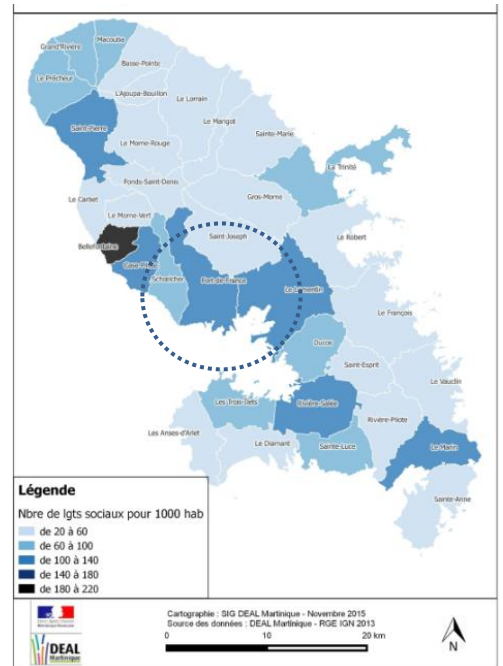 Grand'Rivière
Macouba
Basse-Pointe
Le Prêcheur
L'Ajoupa-Bouillon
Le Lorrain
Saint-Pierre
Le Marigot
Sainte-Marie
Le Morne-Rouge
La Trinité
Fonds-Saint-Denis
Le Carbet
Gros-Morne
Le Morne-Vert
Bellefontaine
Saint-Joseph
Le Robert
Case-Pilote
Schœlcher
Fort-de-France
Le Lamentin
Le François
Ducos
Saint-Esprit
Le Vauclin
Les Trois-Ilets
Rivière-Salée
Rivière-Pilote
Les Anses-d'Arlet
Le Diamant
Sainte-Luce
Le Marin
Sainte-Anne
Légende
Nbre de lgts sociaux pour 1000 hab
de 20 à 60
de 60 à 100
de 100 à 140
de 140 à 180
de 180 à 220
DEAL
Martinique
Cartographie : SIG DEAL Martinique - Novembre 2015
Source des données : DEAL Martinique - RGE IGN 2013
0 10 20 km
N